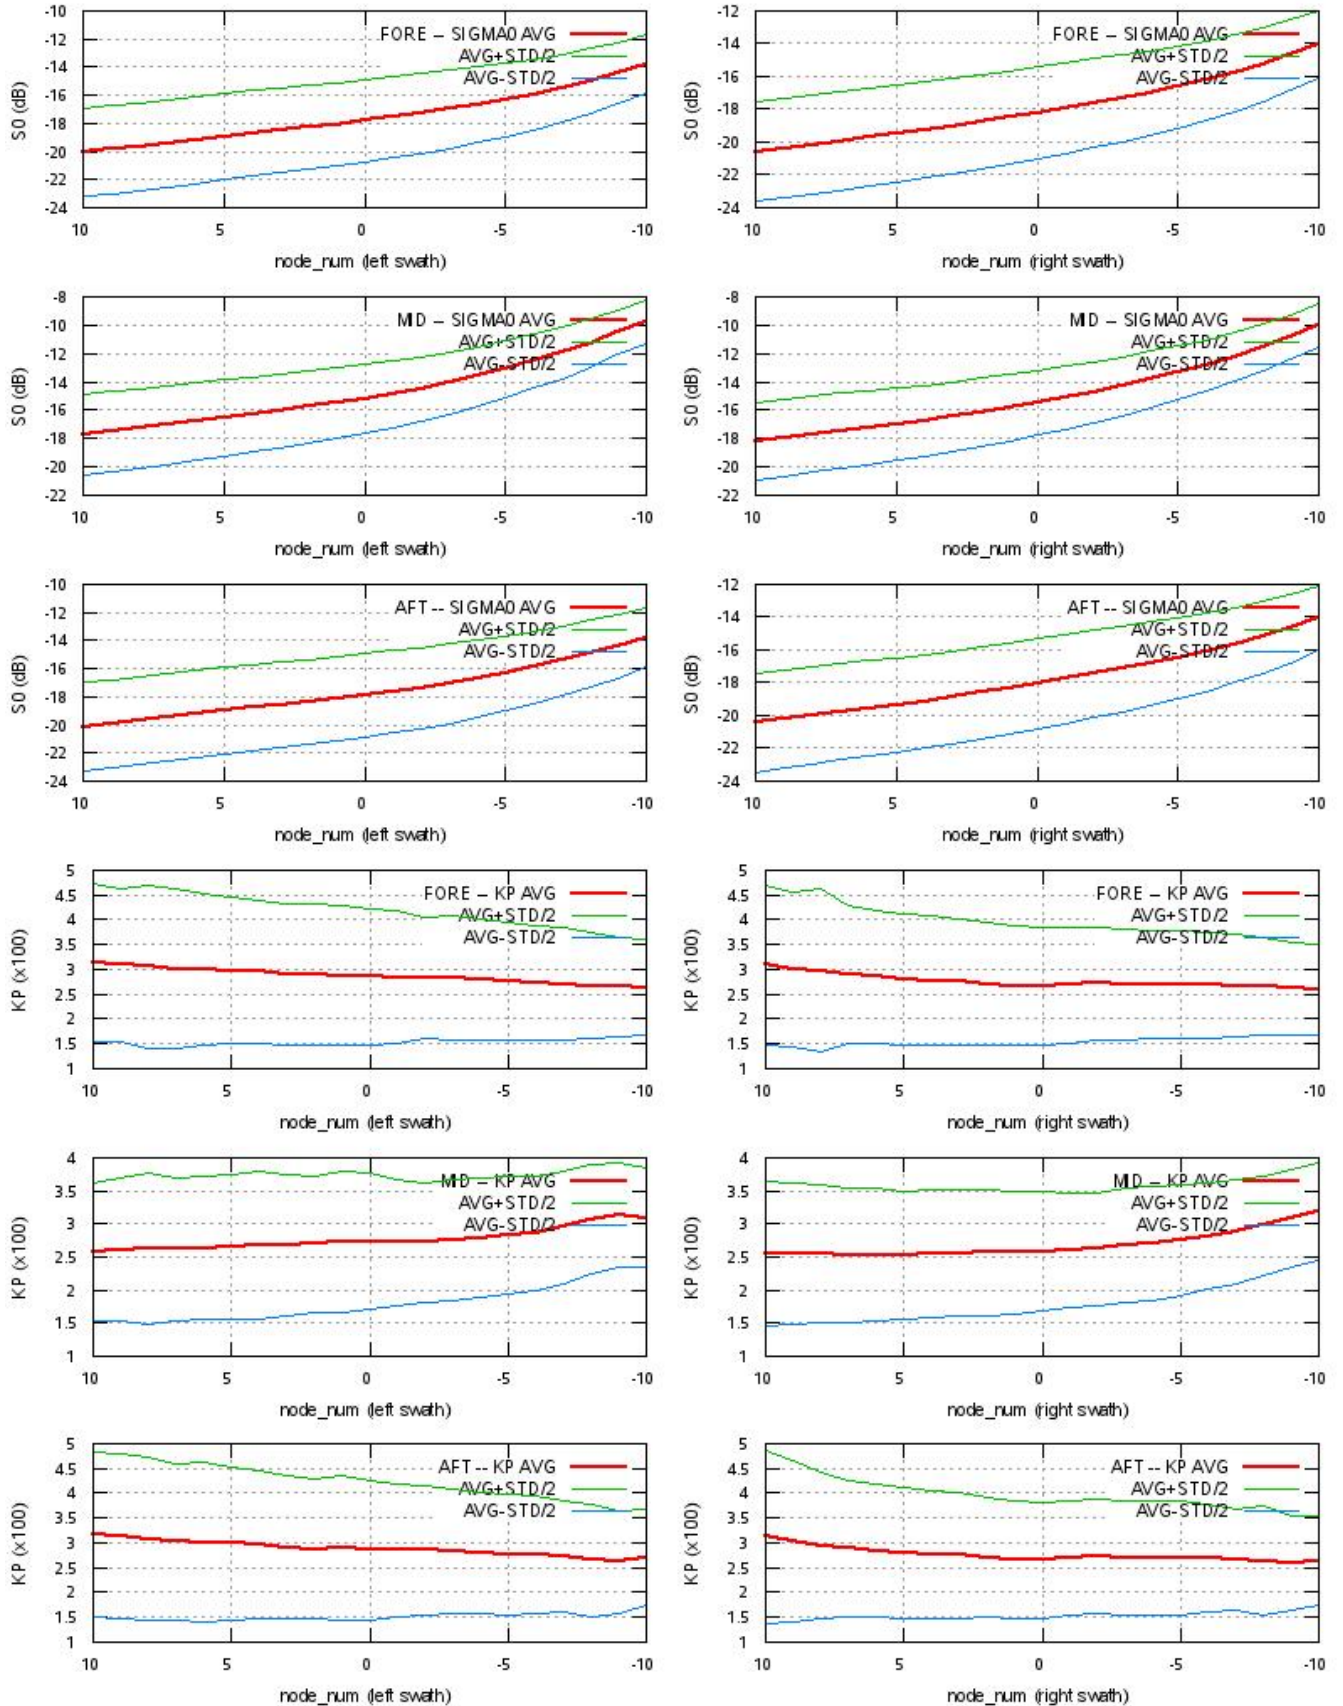 -10
-12
-14
-16
-18
-20
-22
-24
S0 (dB)
FORE -- SIGMA0 AVG
AVG+STD/2
AVG-STD/2
10 5 0 -5 -10
node_num (left swath)
-12
-14
-16
-18
-20
-22
-24
S0 (dB)
FORE -- SIGMA0 AVG
AVG+STD/2
AVG-STD/2
10 5 0 -5 -10
node_num (right swath)
-8
-10
-12
-14
-16
-18
-20
-22
S0 (dB)
MID -- SIGMA0 AVG
AVG+STD/2
AVG-STD/2
10 5 0 -5 -10
node_num (left swath)
-8
-10
-12
-14
-16
-18
-20
-22
S0 (dB)
MID -- SIGMA0 AVG
AVG+STD/2
AVG-STD/2
10 5 0 -5 -10
node_num (right swath)
-10
-12
-14
-16
-18
-20
-22
-24
S0 (dB)
AFT -- SIGMA0 AVG
AVG+STD/2
AVG-STD/2
10 5 0 -5 -10
node_num (left swath)
-12
-14
-16
-18
-20
-22
-24
S0 (dB)
AFT -- SIGMA0 AVG
AVG+STD/2
AVG-STD/2
10 5 0 -5 -10
node_num (right swath)
5
4.5
4
3.5
3
2.5
2
1.5
1
KP (x100)
FORE -- KP AVG
AVG+STD/2
AVG-STD/2
10 5 0 -5 -10
node_num (left swath)
5
4.5
4
3.5
3
2.5
2
1.5
1
KP (x100)
FORE -- KP AVG
AVG+STD/2
AVG-STD/2
10 5 0 -5 -10
node_num (right swath)
4
3.5
3
2.5
2
1.5
1
KP (x100)
MID -- KP AVG
AVG+STD/2
AVG-STD/2
10 5 0 -5 -10
node_num (left swath)
4
3.5
3
2.5
2
1.5
1
KP (x100)
MID -- KP AVG
AVG+STD/2
AVG-STD/2
10 5 0 -5 -10
node_num (right swath)
5
4.5
4
3.5
3
2.5
2
1.5
1
KP (x100)
AFT -- KP AVG
AVG+STD/2
AVG-STD/2
10 5 0 -5 -10
node_num (left swath)
5
4.5
4
3.5
3
2.5
2
1.5
1
KP (x100)
AFT -- KP AVG
AVG+STD/2
AVG-STD/2
10 5 0 -5 -10
node_num (right swath)